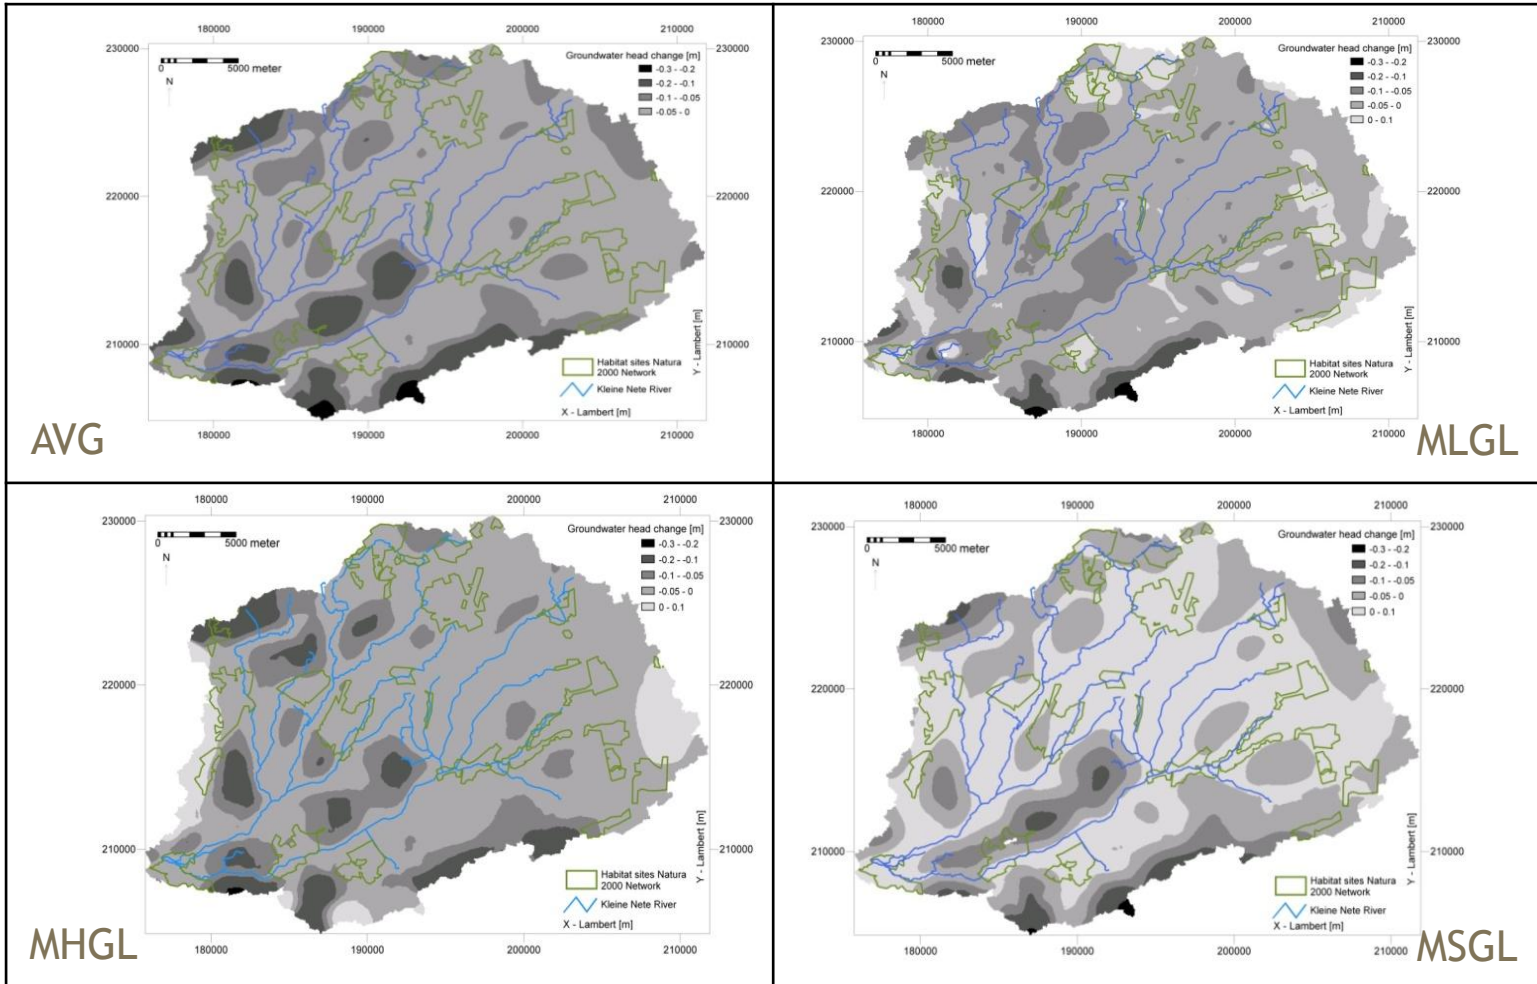 180000 190000 200000 210000
230000 230000
0 5000 meter
N
Groundwater head change [m]
-0.3 - -0.2
-0.2 - -0.1
-0.1 - -0.05
-0.05 - 0
220000 220000
210000 210000
Y - Lambert [m]
Habitat sites Natura
2000 Network
Kleine Nete River
X - Lambert [m]
180000 190000 200000 210000
AVG
180000 190000 200000 210000
230000 230000
0 5000 meter
N
Groundwater head change [m]
-0.3 - -0.2
-0.2 - -0.1
-0.1 - -0.05
-0.05 - 0
0 - 0.1
220000 220000
210000 210000
Y - Lambert [m]
Habitat sites Natura
2000 Network
Kleine Nete River
X - Lambert [m]
180000 190000 200000 210000
MLGL
180000 190000 200000 210000
230000 230000
0 5000 meter
N
Groundwater head change [m]
-0.3 - -0.2
-0.2 - -0.1
-0.1 - -0.05
-0.05 - 0
0 - 0.1
220000 220000
210000 210000
Y - Lambert [m]
Habitat sites Natura
2000 Network
Kleine Nete River
X - Lambert [m]
180000 190000 200000 210000
MHGL
180000 190000 200000 210000
230000 230000
0 5000 meter
N
Groundwater head change [m]
-0.3 - -0.2
-0.2 - -0.1
-0.1 - -0.05
-0.05 - 0
0 - 0.1
220000 220000
210000 210000
Y - Lambert [m]
Habitat sites Natura
2000 Network
Kleine Nete River
X - Lambert [m]
180000 190000 200000 210000
MSGL